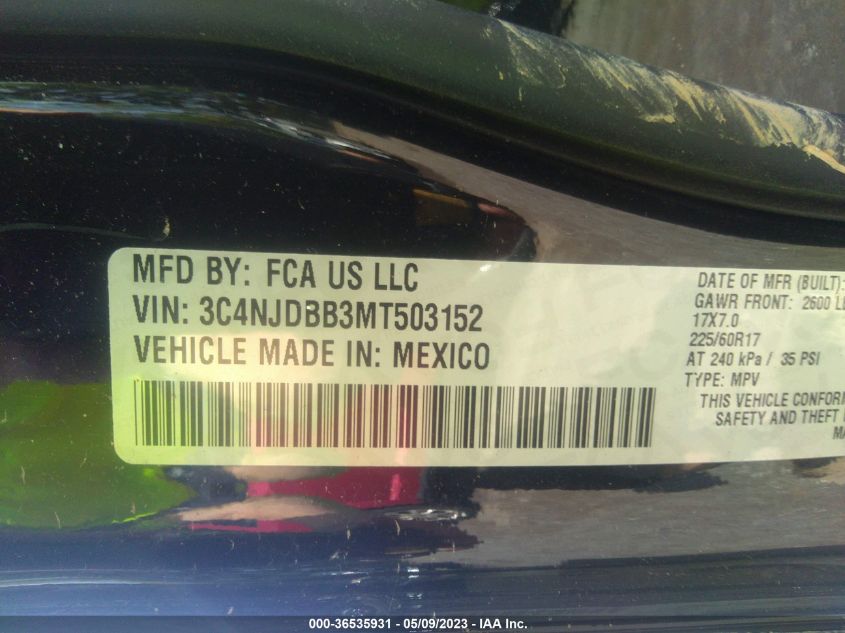 MFD BY: FCA US LLC
VIN: 3C4NJDBB3MT503152
VEHICLE MADE IN: MEXICO
DATE OF MFR (BUILT):
GAWR FRONT: 2600
17X7.0
225/60R17
AT 240 kPa / 35 PSI
TYPE: MPV
THIS VEHICLE
SAFETY AND THEFT
000-36535931 - 05/09/2023 - IAA Inc.